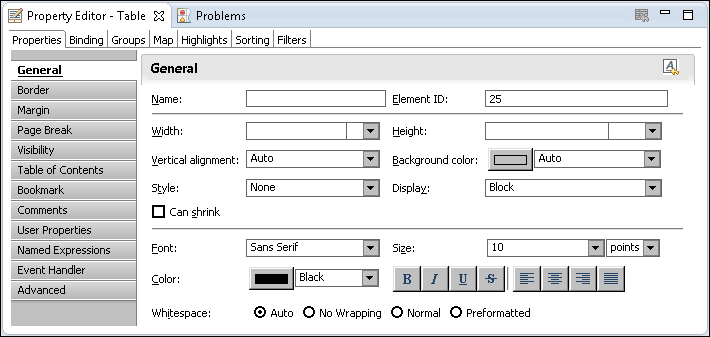 Property Editor - Table Problems
Properties Binding Groups Map Highlights Sorting Filters
General
Border
Margin
Page Break
Visibility
Table of Contents
Bookmark
Comments
User Properties
Named Expressions
Event Handler
Advanced
General
Name: Element ID: 25
Width: Height:
Vertical alignment: Auto Background color: Auto
Style: None Display: Block
Can shrink
Font: Sans Serif Size: 10 points
Color: Black B I U S
Whitespace: Auto No Wrapping Normal Preformatted